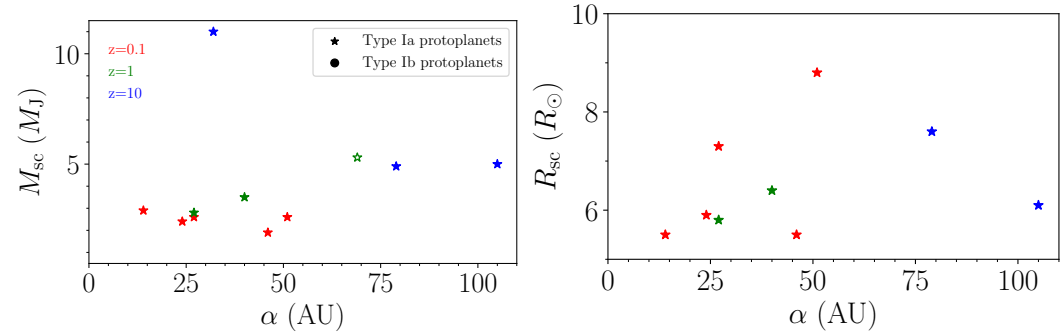 10
5
0
25
50
75
100
M_sc (M_J)
α (AU)
z=0.1
z=1
z=10
Type Ia protoplanets
Type Ib protoplanets
10
8
6
0
25
50
75
100
R_sc (R_⊙)
α (AU)